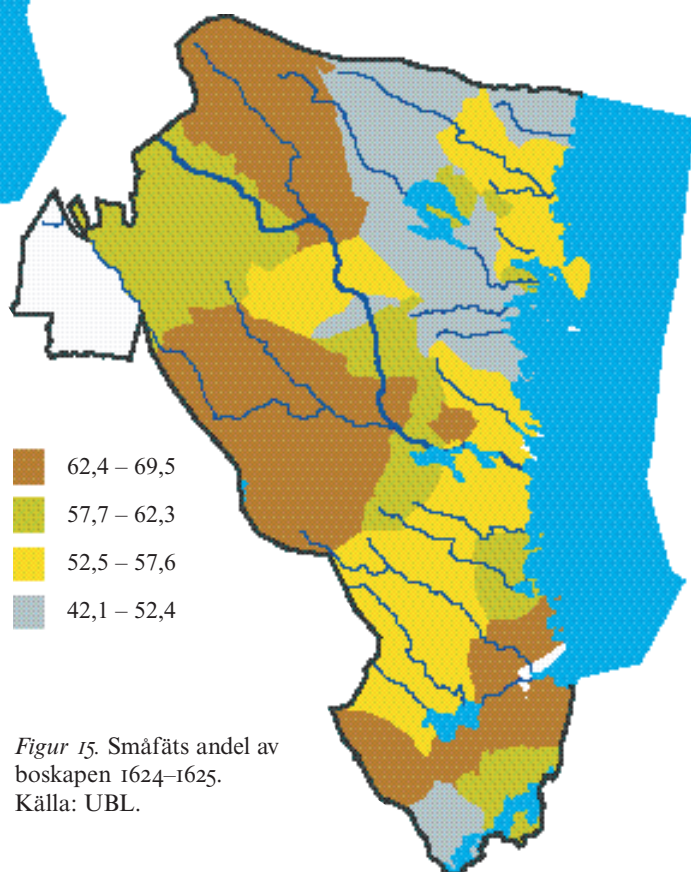 62,4 – 69,5
57,7 – 62,3
52,5 – 57,6
42,1 – 52,4
Figur 15. Småfäts andel av
boskapen 1624–1625.
Källa: UBL.